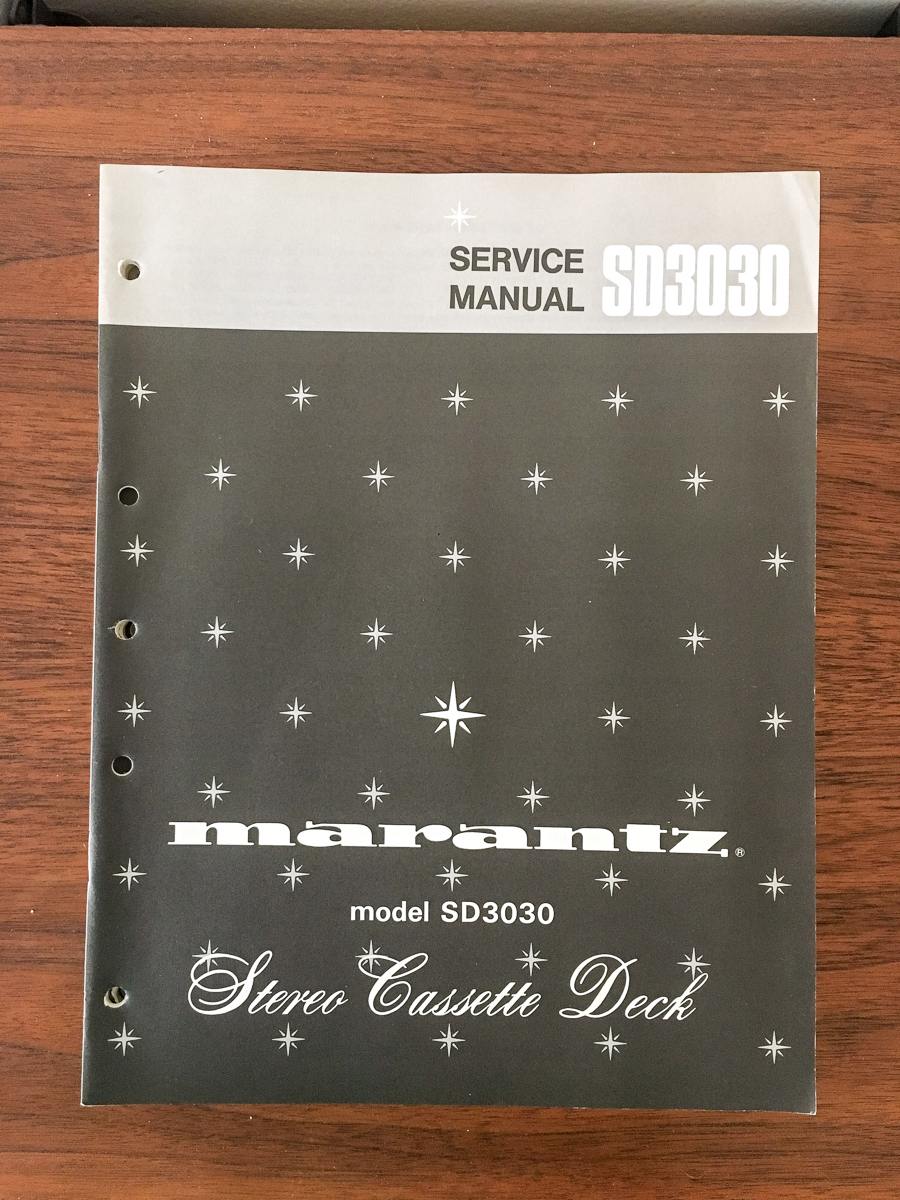 SERVICE
MANUAL SD3030
marantz®
model SD3030
Stereo Cassette Deck